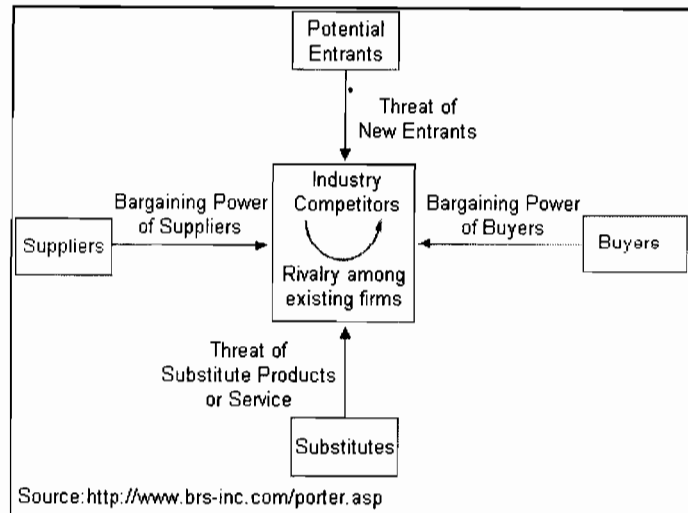 Potential
Entrants
Threat of
New Entrants
Industry
Competitors
Bargaining Power
of Suppliers
Bargaining Power
of Buyers
Suppliers
Buyers
Rivalry among
existing firms
Threat of
Substitute Products
or Service
Substitutes
Source:http://www.brs-inc.com/porter.asp